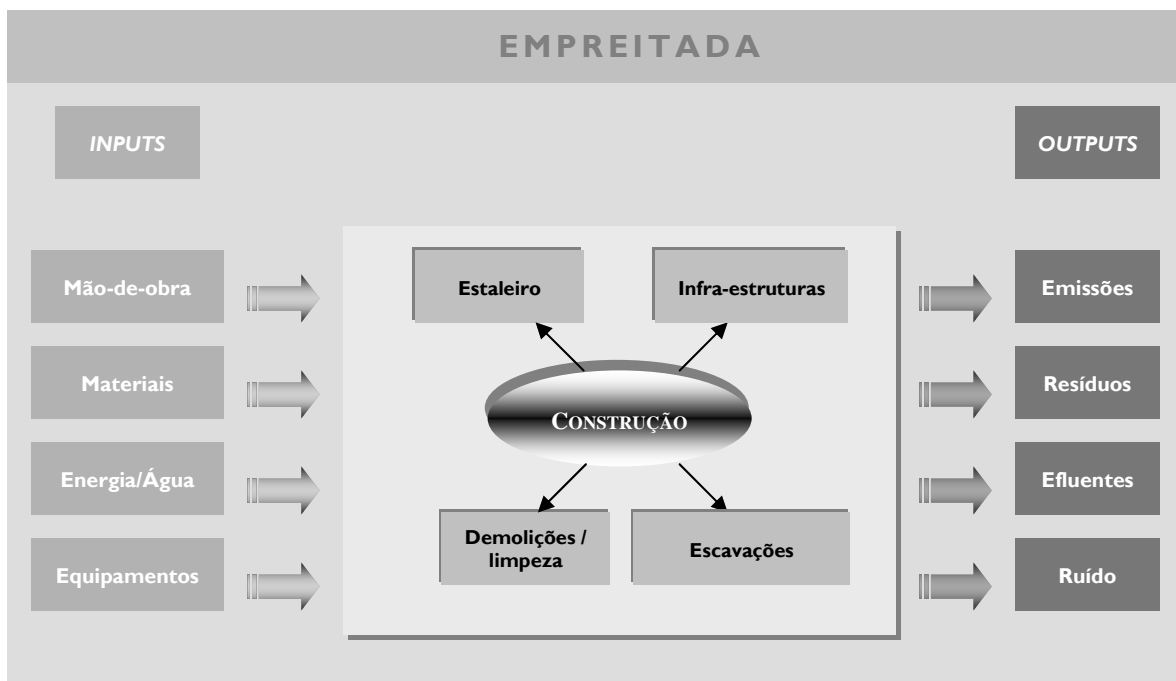 EMPREITADA
INPUTS
OUTPUTS
Mão-de-obra
Materiais
Energia/Água
Equipamentos
Estaleiro
Infra-estruturas
CONSTRUÇÃO
Demolições /
limpeza
Escavações
Emissões
Resíduos
Efluentes
Ruído